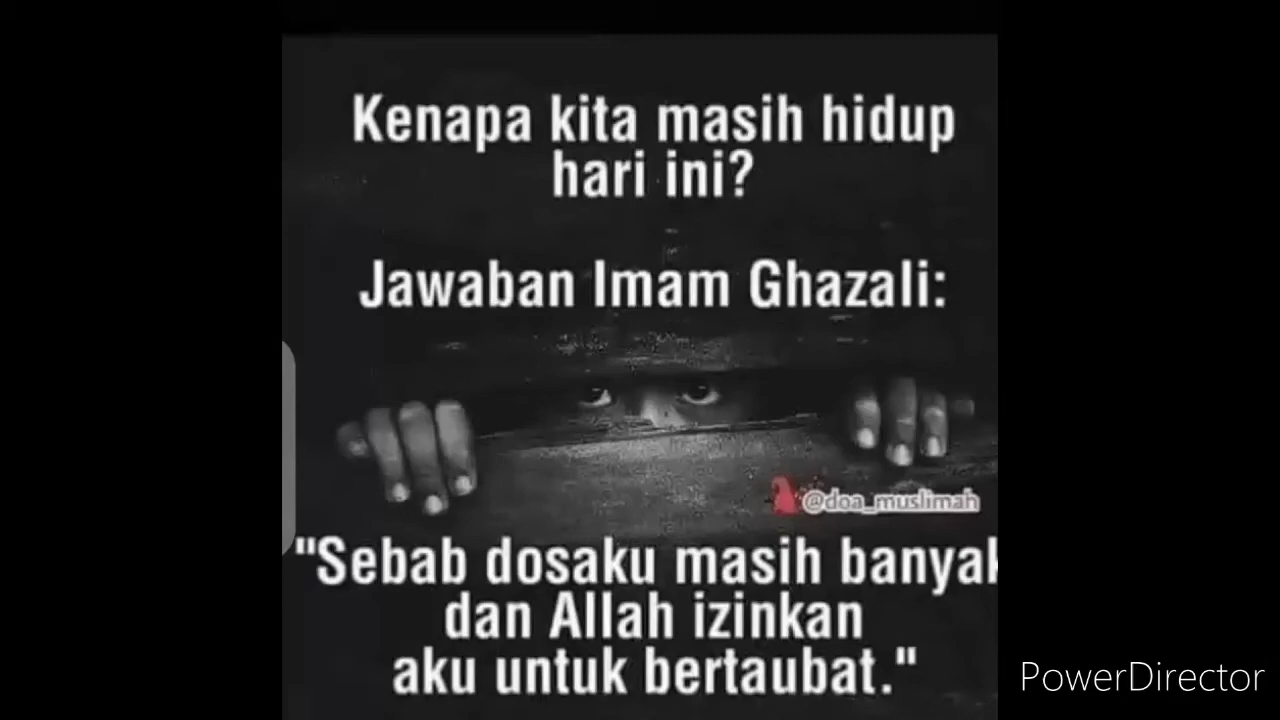 Kenapa kita masih hidup
hari ini?
Jawaban Imam Ghazali:
@doa_muslimah
"Sebab dosaku masih banyak
dan Allah izinkan
aku untuk bertaubat."
PowerDirector